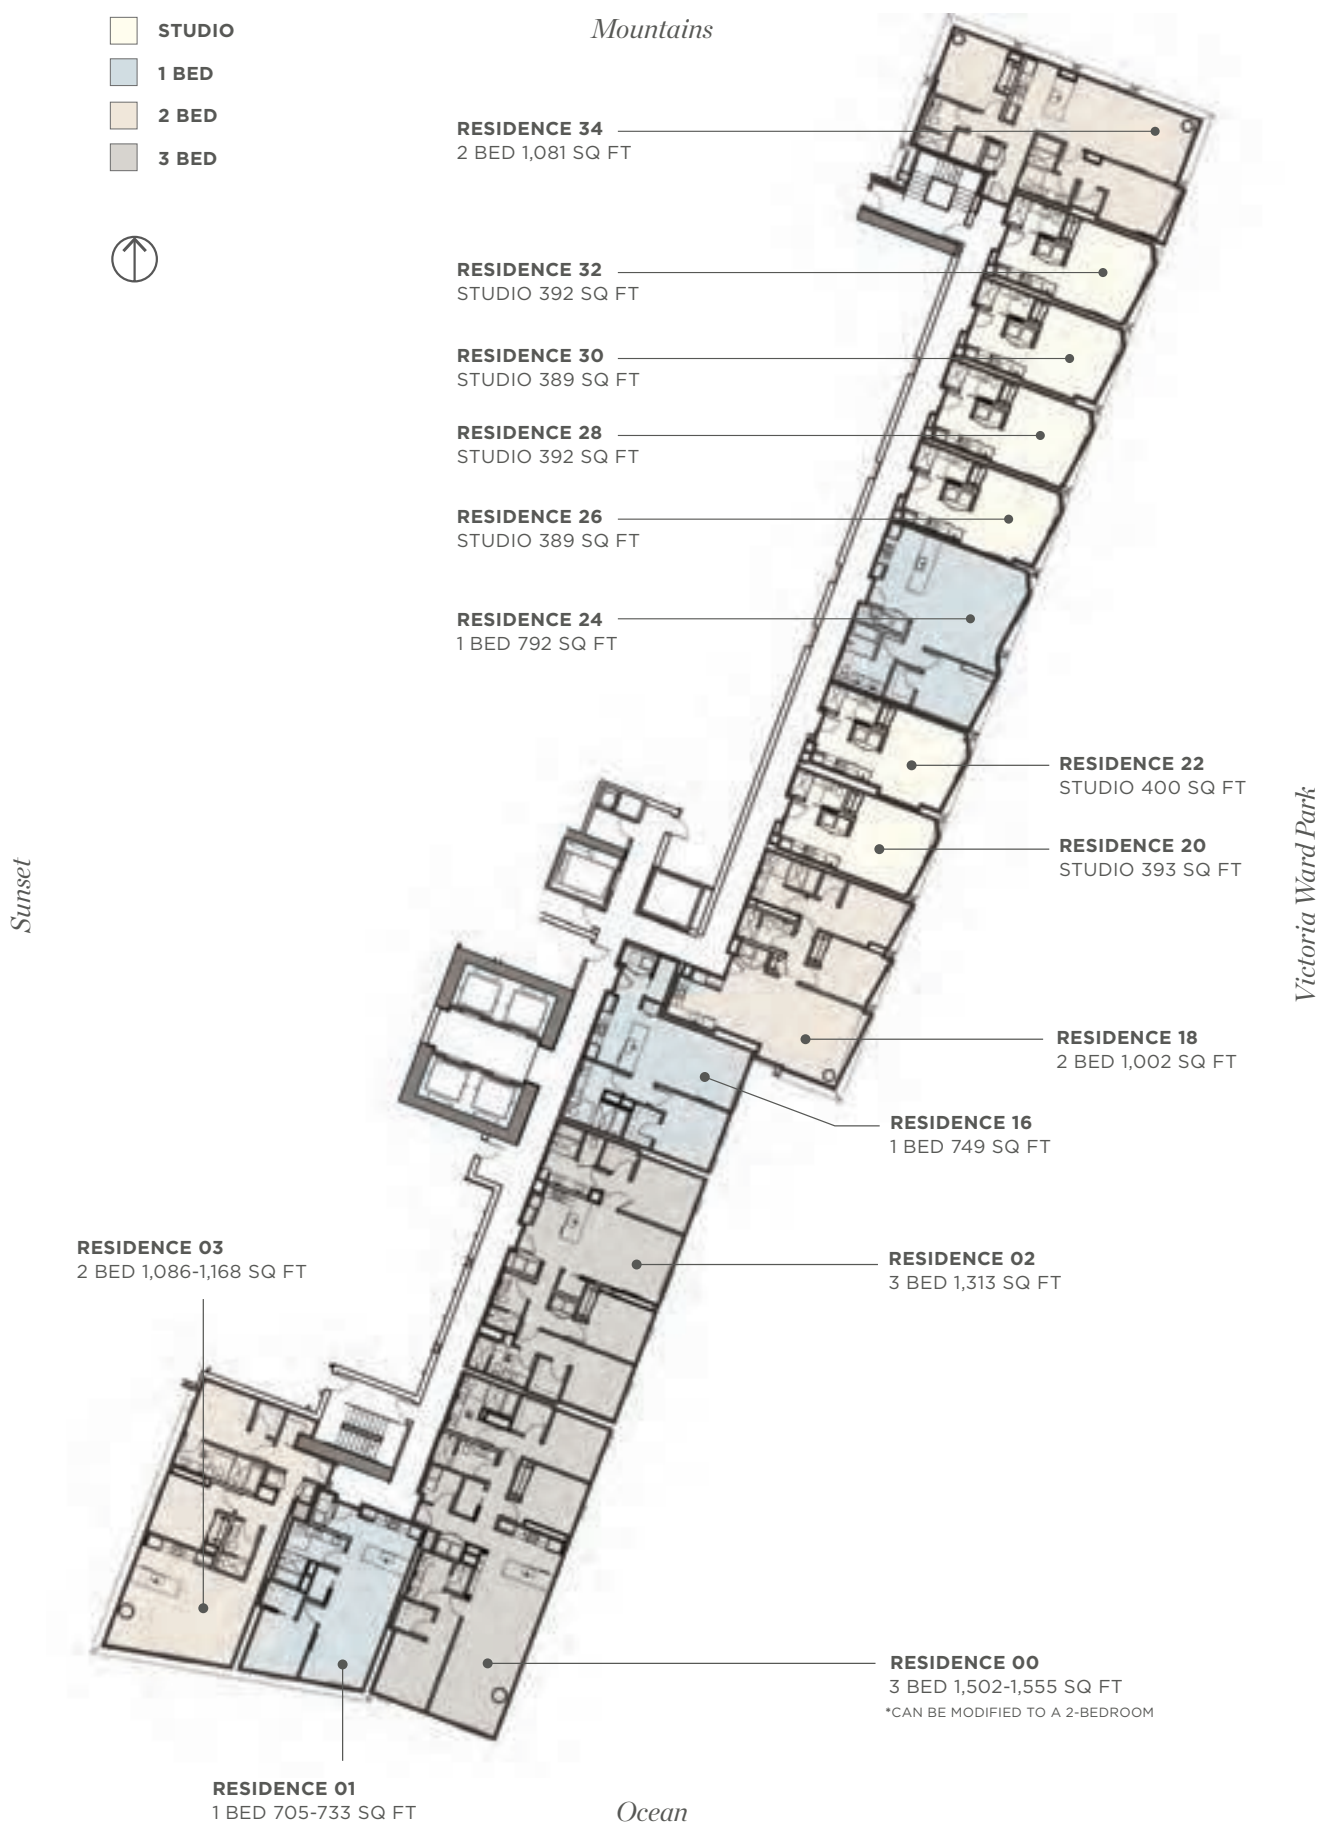 STUDIO
1 BED
2 BED
3 BED
Mountains
RESIDENCE 34
2 BED 1,081 SQ FT
RESIDENCE 32
STUDIO 392 SQ FT
RESIDENCE 30
STUDIO 389 SQ FT
RESIDENCE 28
STUDIO 392 SQ FT
RESIDENCE 26
STUDIO 389 SQ FT
RESIDENCE 24
1 BED 792 SQ FT
RESIDENCE 22
STUDIO 400 SQ FT
RESIDENCE 20
STUDIO 393 SQ FT
Sunset
Victoria Ward Park
RESIDENCE 18
2 BED 1,002 SQ FT
RESIDENCE 16
1 BED 749 SQ FT
RESIDENCE 03
2 BED 1,086-1,168 SQ FT
RESIDENCE 02
3 BED 1,313 SQ FT
RESIDENCE 00
3 BED 1,502-1,555 SQ FT
*CAN BE MODIFIED TO A 2-BEDROOM
RESIDENCE 01
1 BED 705-733 SQ FT
Ocean